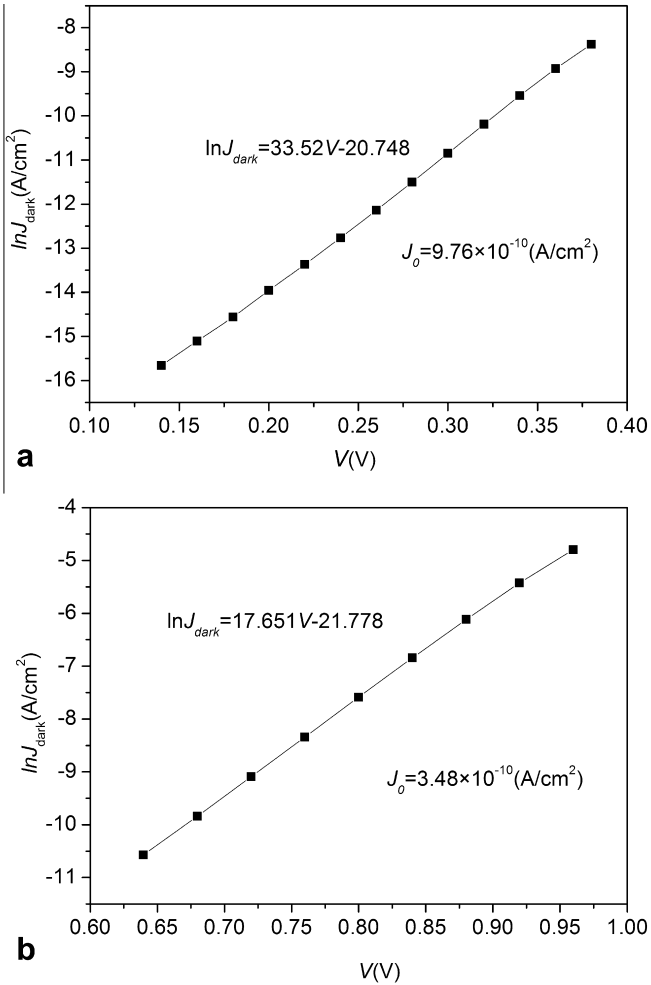 -8
-9
-10
-11
-12
-13
-14
-15
-16
lnJdark(A/cm2)
lnJdark=33.52V-20.748
J0=9.76×10-10(A/cm2)
0.10 0.15 0.20 0.25 0.30 0.35 0.40
V(V)
a
-4
-5
-6
-7
-8
-9
-10
-11
lnJdark(A/cm2)
lnJdark=17.651V-21.778
J0=3.48×10-10(A/cm2)
0.60 0.65 0.70 0.75 0.80 0.85 0.90 0.95 1.00
V(V)
b